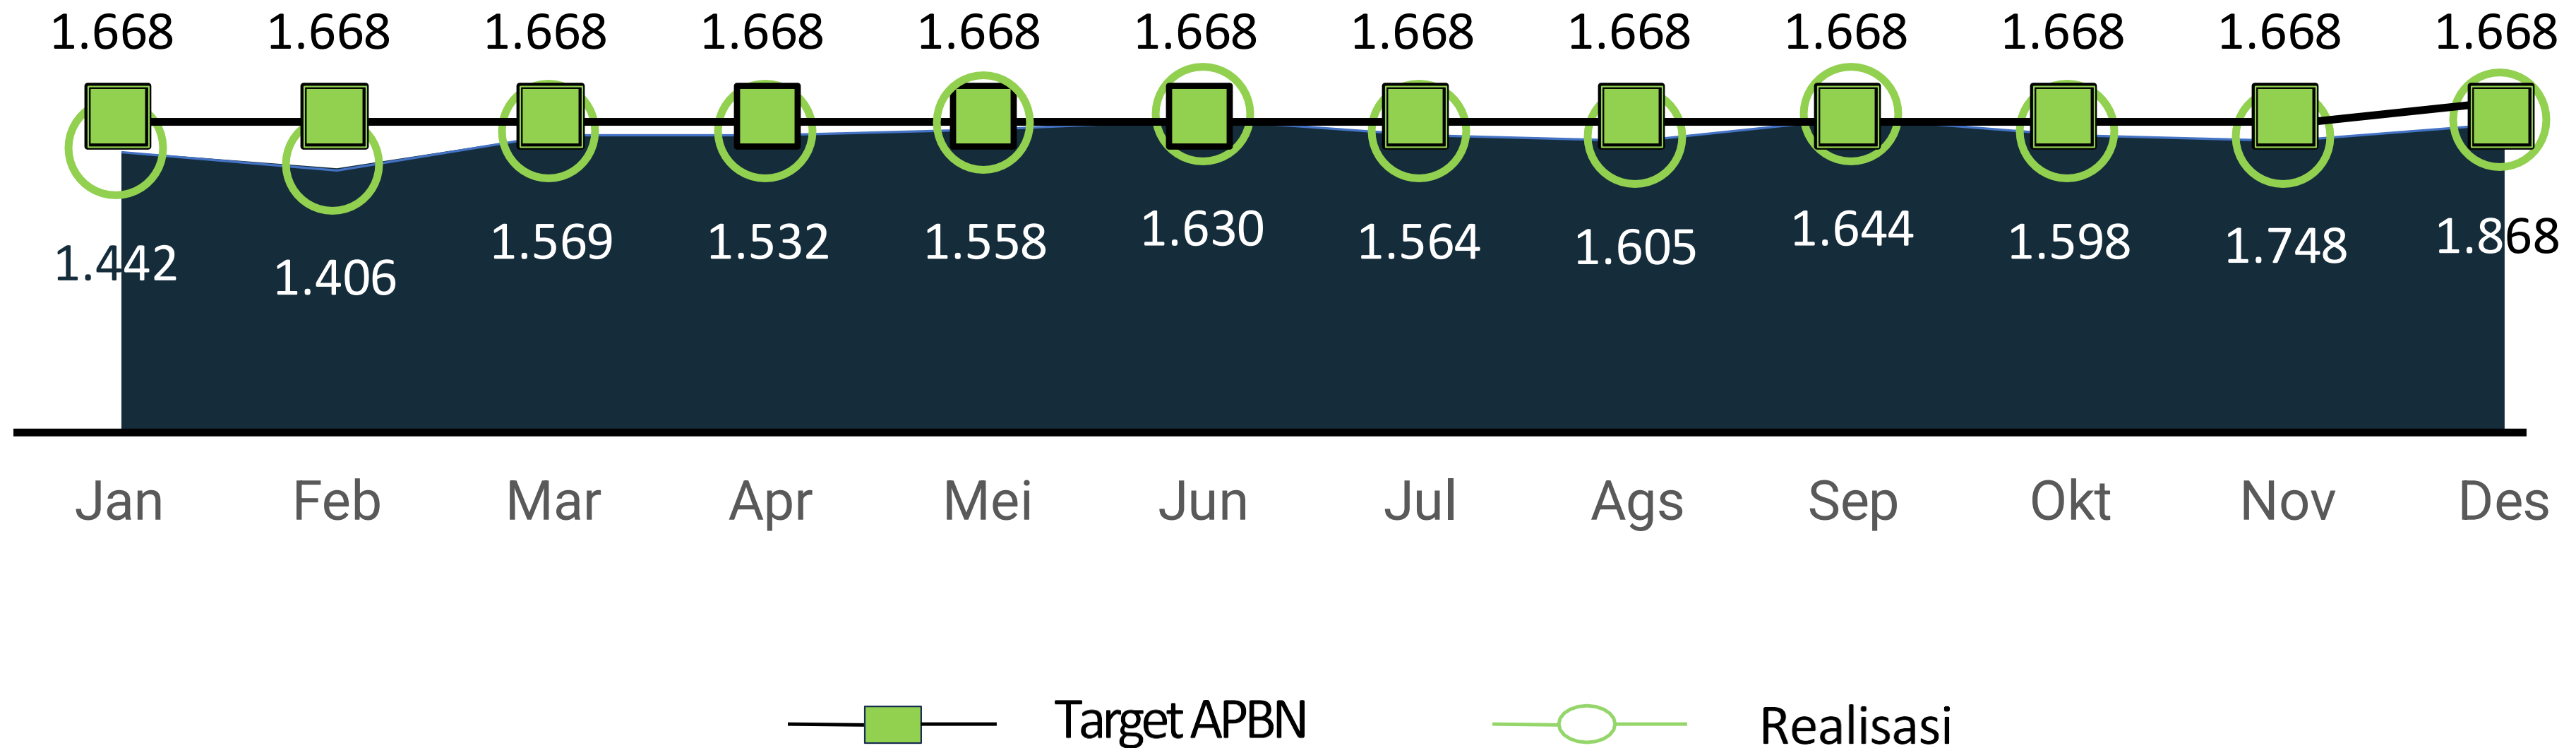 1.668 1.668 1.668 1.668 1.668 1.668 1.668 1.668 1.668 1.668 1.668 1.668
1.442 1.406 1.569 1.532 1.558 1.630 1.564 1.605 1.644 1.598 1.748 1.868
Jan Feb Mar Apr Mei Jun Jul Ags Sep Okt Nov Des
Target APBN Realisasi